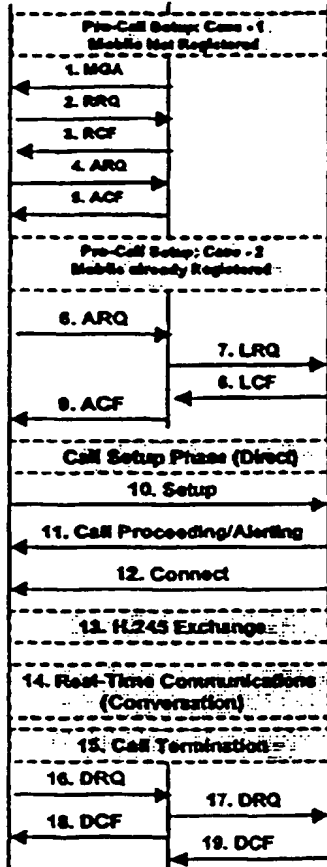 Pre-Call Setup: Case - 1
Mobile Not Registered
1. MGA
2. RRQ
3. RCF
4. ARQ
5. ACF
Pre-Call Setup: Case - 2
Mobile already Registered
6. ARQ
7. LRQ
8. LCF
9. ACF
Call Setup Phase (Direct)
10. Setup
11. Call Proceeding/Alerting
12. Connect
13. H.245 Exchange
14. Real-Time Communications
(Conversation)
15. Call Termination
16. DRQ
17. DRQ
18. DCF
19. DCF